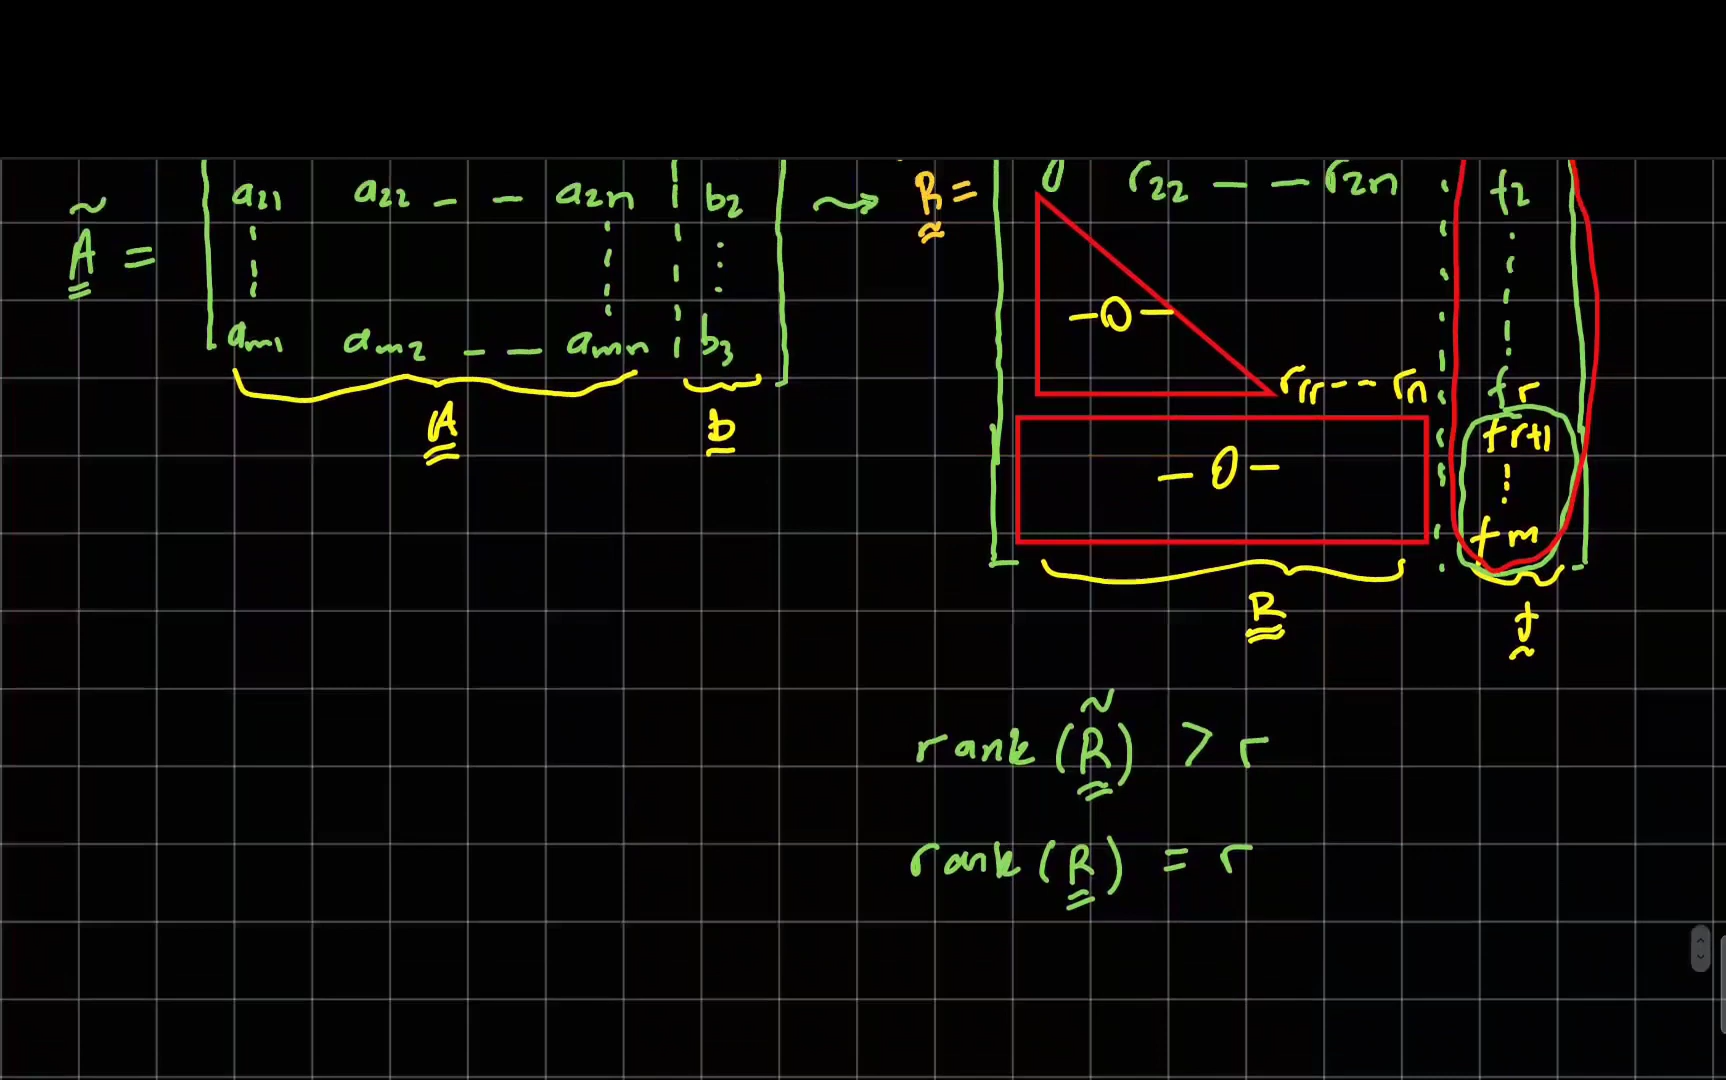 a21 a22 - - a2n | b2 ⇝ R = 0 r22 - - r2n f2
Ã =
-0-
am1 am2 - - amn | b3
rrr - - - rrn fr
A b fr+1
-0-
fm
R f
rank (R̃) > r
rank (R) = r